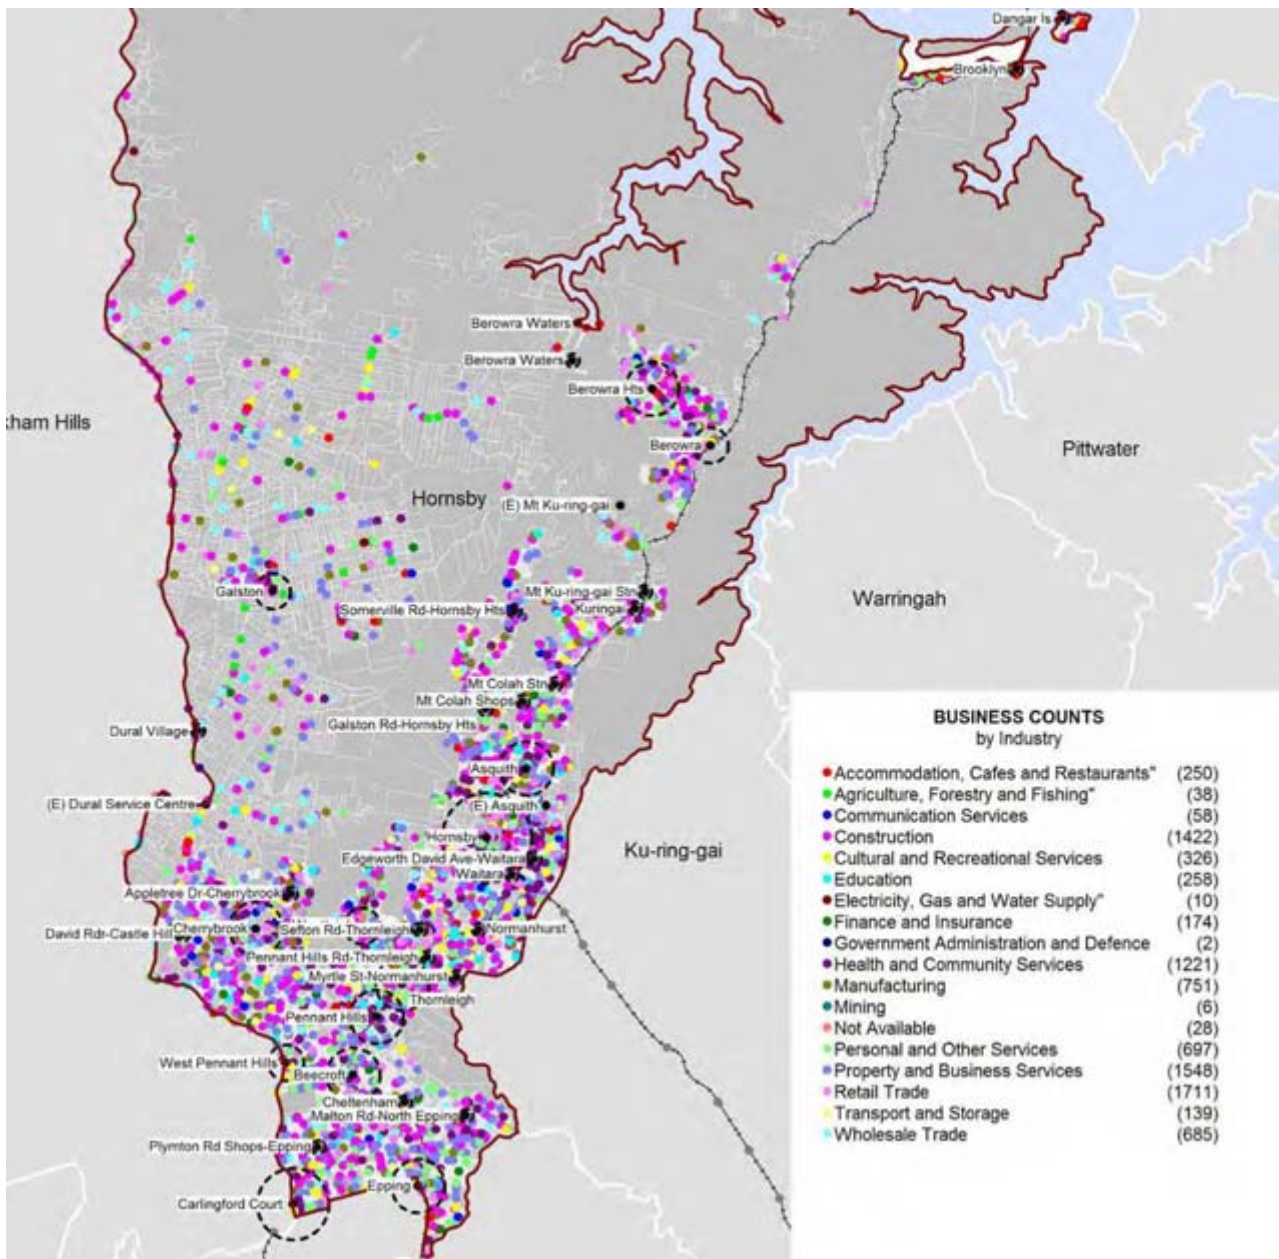 Dangar Is
Brooklyn
Berowra Waters
Berowra Waters
Berowra Hts
kham Hills
Berowra
Pittwater
Hornsby
(E) Mt Ku-ring-gai
Galston
Mt Ku-ring-gai Stn
Warringah
Somerville Rd-Hornsby Hts
Kuringai
Mt Colah Stn
Mt Colah Shops
Galston Rd-Hornsby Hts
Dural Village
Asquith
(E) Dural Service Centre
(E) Asquith
Hornsby
Ku-ring-gai
Edgeworth David Ave-Waitara
Waitara
Appletree Dr-Cherrybrook
David Rdr-Castle Hill
Cherrybrook
Sefton Rd-Thornleigh
Normanhurst
Pennant Hills Rd-Thornleigh
Myrtle St-Normanhurst
Thornleigh
Pennant Hills
West Pennant Hills
Beecroft
Cheltenham
Malton Rd-North Epping
Plymton Rd Shops-Epping
Epping
Carlingford Court
BUSINESS COUNTS
by Industry
Accommodation, Cafes and Restaurants" (250)
Agriculture, Forestry and Fishing" (38)
Communication Services (58)
Construction (1422)
Cultural and Recreational Services (326)
Education (258)
Electricity, Gas and Water Supply" (10)
Finance and Insurance (174)
Government Administration and Defence (2)
Health and Community Services (1221)
Manufacturing (751)
Mining (6)
Not Available (28)
Personal and Other Services (697)
Property and Business Services (1548)
Retail Trade (1711)
Transport and Storage (139)
Wholesale Trade (685)